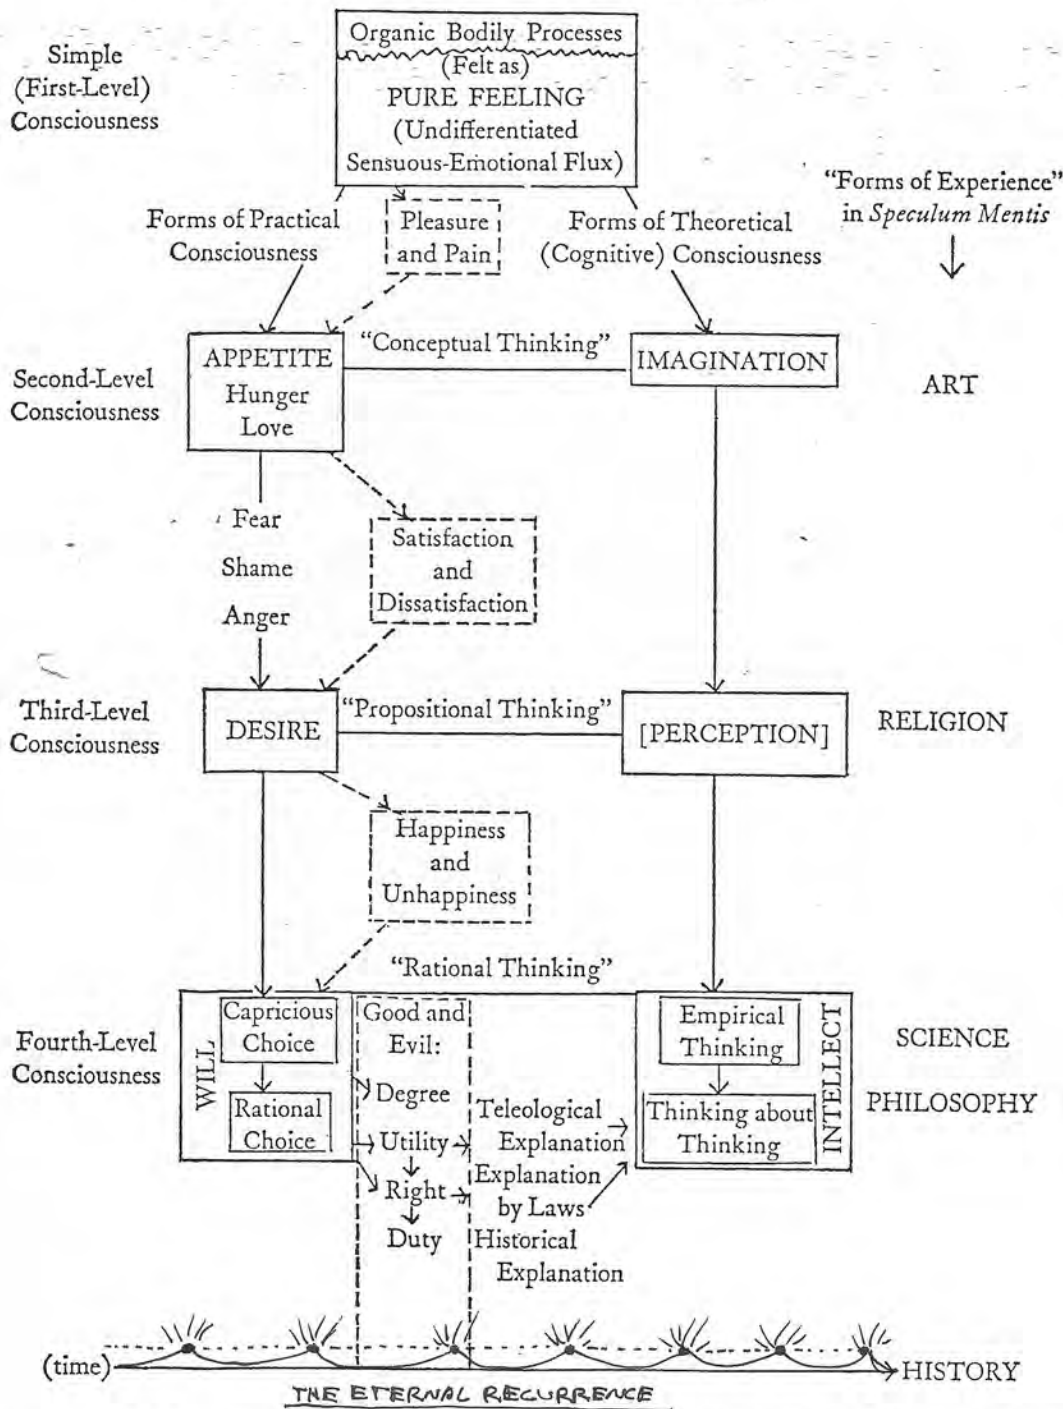 Organic Bodily Processes
(Felt as)
PURE FEELING
(Undifferentiated
Sensuous-Emotional Flux)
Simple
(First-Level)
Consciousness
"Forms of Experience"
in Speculum Mentis
Forms of Practical
Consciousness
Pleasure
and Pain
Forms of Theoretical
(Cognitive) Consciousness
Second-Level
Consciousness
APPETITE
Hunger
Love
"Conceptual Thinking"
IMAGINATION
ART
Fear
Shame
Anger
Satisfaction
and
Dissatisfaction
Third-Level
Consciousness
DESIRE
"Propositional Thinking"
[PERCEPTION]
RELIGION
Happiness
and
Unhappiness
"Rational Thinking"
Fourth-Level
Consciousness
WILL
Capricious
Choice
Rational
Choice
Good and
Evil:
Degree
Utility
Right
Duty
Teleological
Explanation
Explanation
by Laws
Historical
Explanation
Empirical
Thinking
Thinking about
Thinking
INTELLECT
SCIENCE
PHILOSOPHY
(time)
HISTORY
THE ETERNAL RECURRENCE